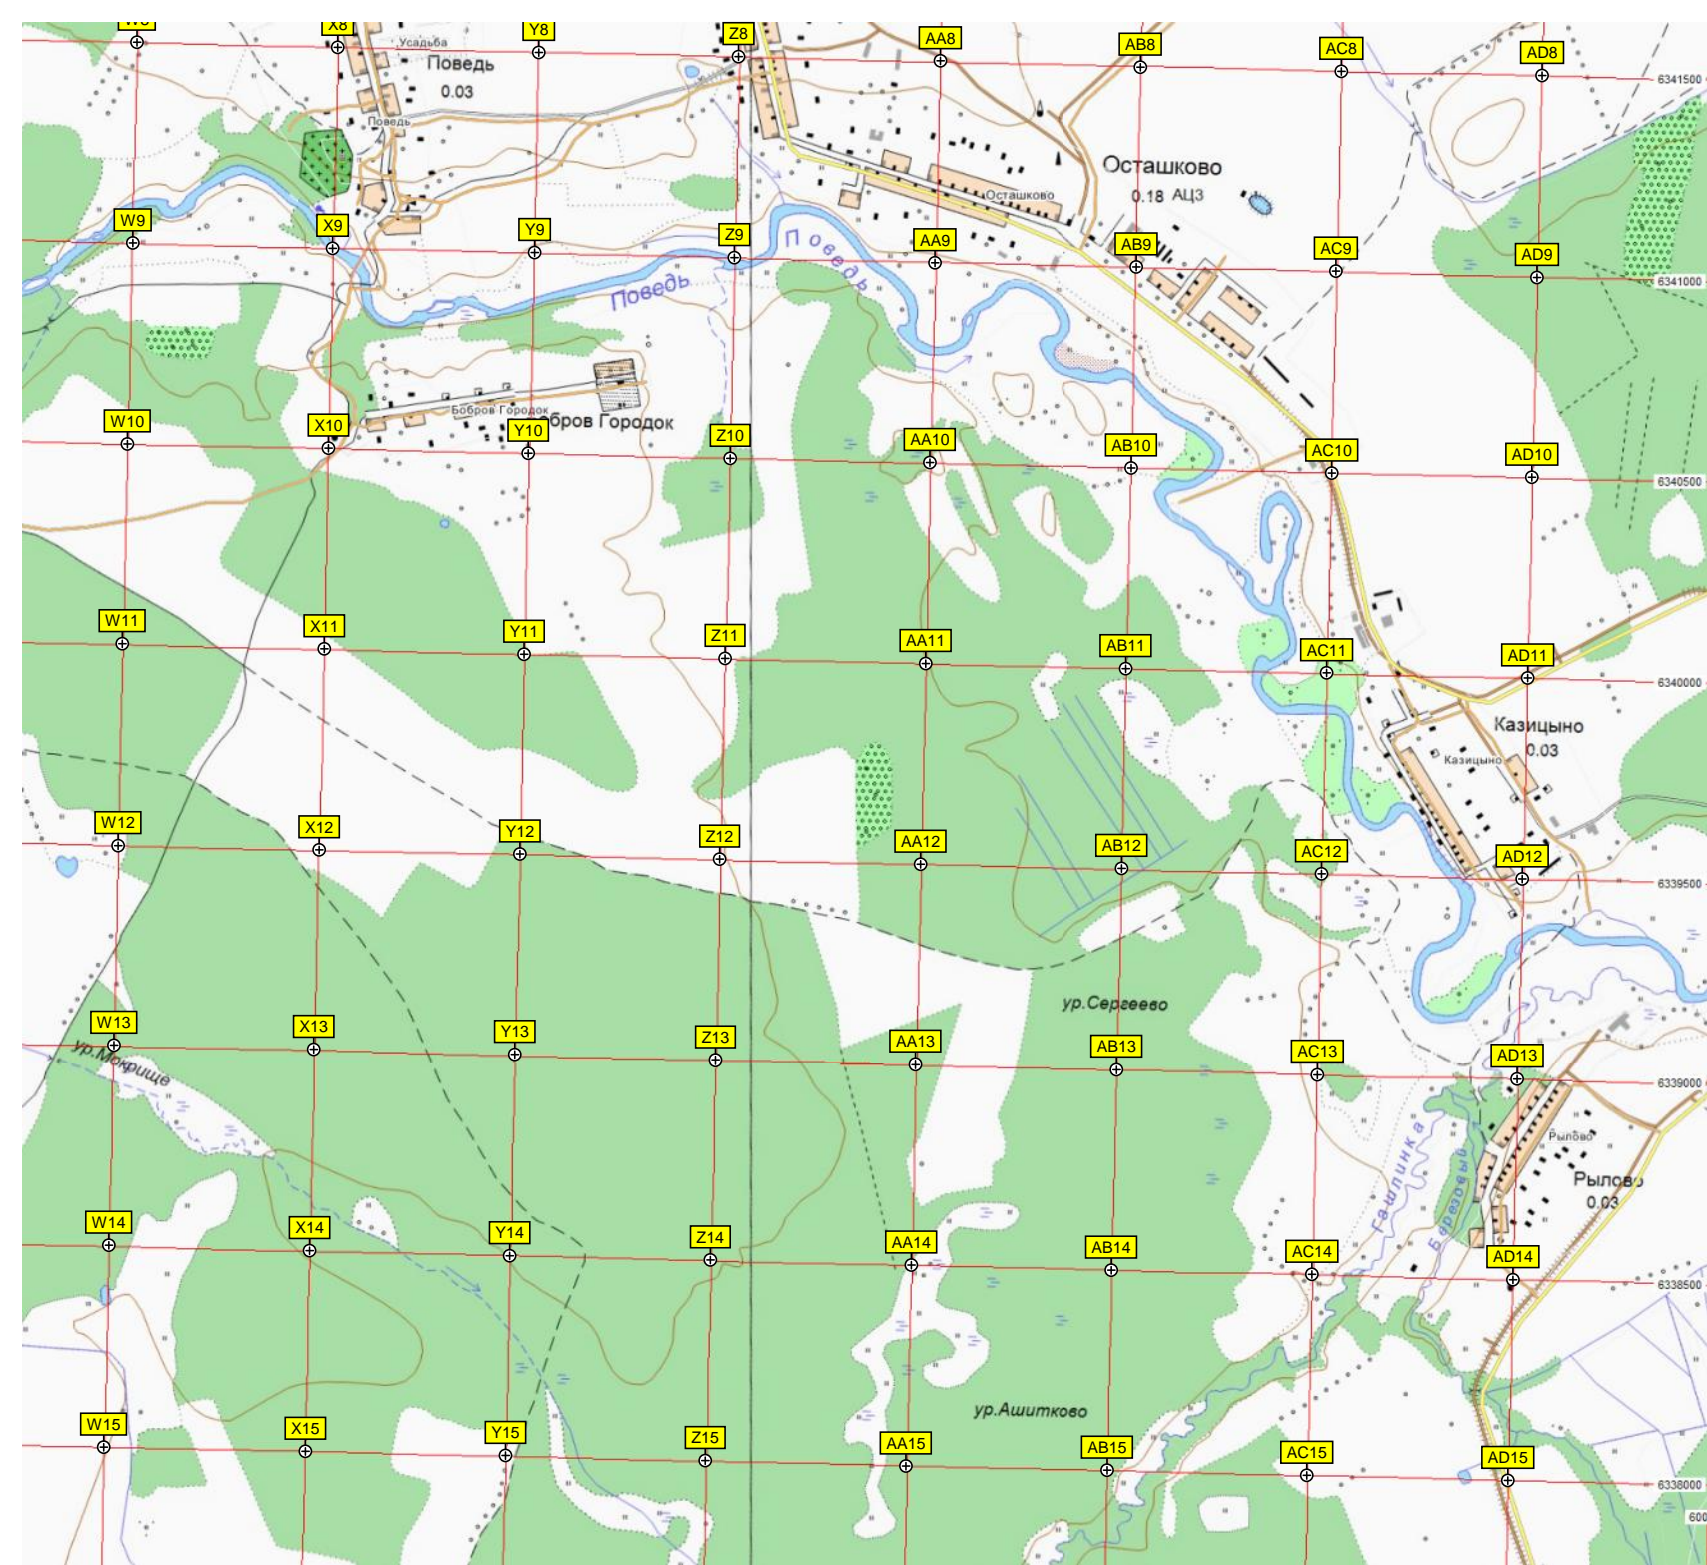 W8
X8
Y8
Z8
AA8
AB8
AC8
AD8
Усадьба
Поведь
0.03
6341500
Поведь
Осташково
0.18 АЦЗ
Осташково
W9
X9
Y9
Z9
Поведь
AA9
AB9
AC9
AD9
6341000
Поведь
Бобров Городок
бров Городок
W10
X10
Y10
Z10
AA10
AB10
AC10
AD10
6340500
W11
X11
Y11
Z11
AA11
AB11
AC11
AD11
6340000
Казицыно
0.03
Казицыно
W12
X12
Y12
Z12
AA12
AB12
AC12
AD12
6339500
ур.Сергеево
W13
X13
Y13
Z13
AA13
AB13
AC13
AD13
ур.Мокрище
6339000
Гашлинка
Березовый
Рылово
Рылово
0.03
W14
X14
Y14
Z14
AA14
AB14
AC14
AD14
6338500
ур.Ашитково
W15
X15
Y15
Z15
AA15
AB15
AC15
AD15
6338000
600